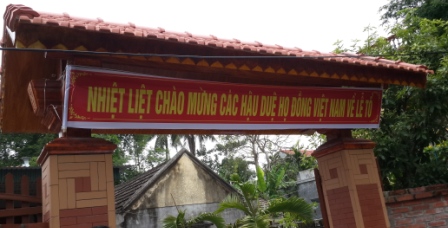 NHIỆT LIỆT CHÀO MỪNG CÁC HẬU DUỆ HỌ ĐỒNG VIỆT NAM VỀ LỄ TỔ